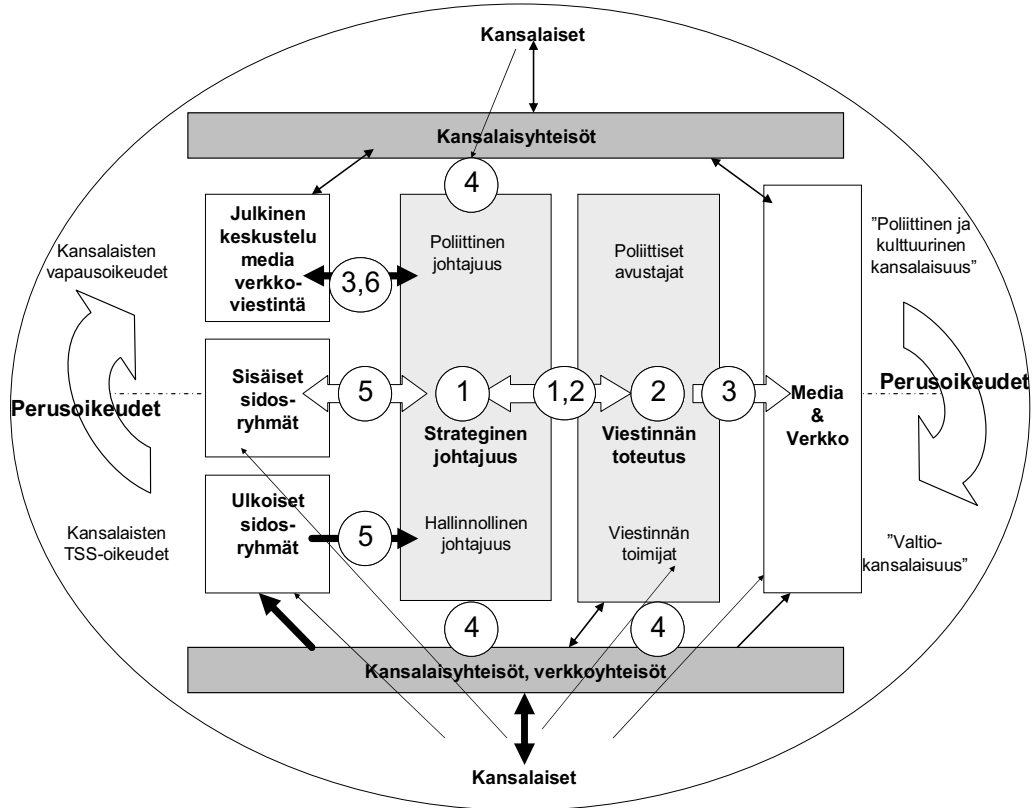 Kansalaiset
Kansalaisyhteisöt
4
Julkinen
keskustelu
media
verkko-
viestintä
3,6
Poliittinen
johtajuus
Poliittiset
avustajat
Kansalaisten
vapausoikeudet
"Poliittinen ja
kulttuurinen
kansalaisuus"
Perusoikeudet
Sisäiset
sidos-
ryhmät
5
1
Strateginen
johtajuus
1,2
2
Viestinnän
toteutus
3
Media
&
Verkko
Perusoikeudet
Kansalaisten
TSS-oikeudet
Ulkoiset
sidos-
ryhmät
5
Hallinnollinen
johtajuus
Viestinnän
toimijat
"Valtio-
kansalaisuus"
4
4
Kansalaisyhteisöt, verkkoyhteisöt
Kansalaiset